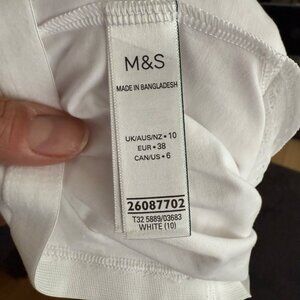 M&S
MADE IN BANGLADESH
UK/AUS/NZ • 10
EUR • 38
CAN/US • 6
26087702
T32 5889/03683
WHITE (10)